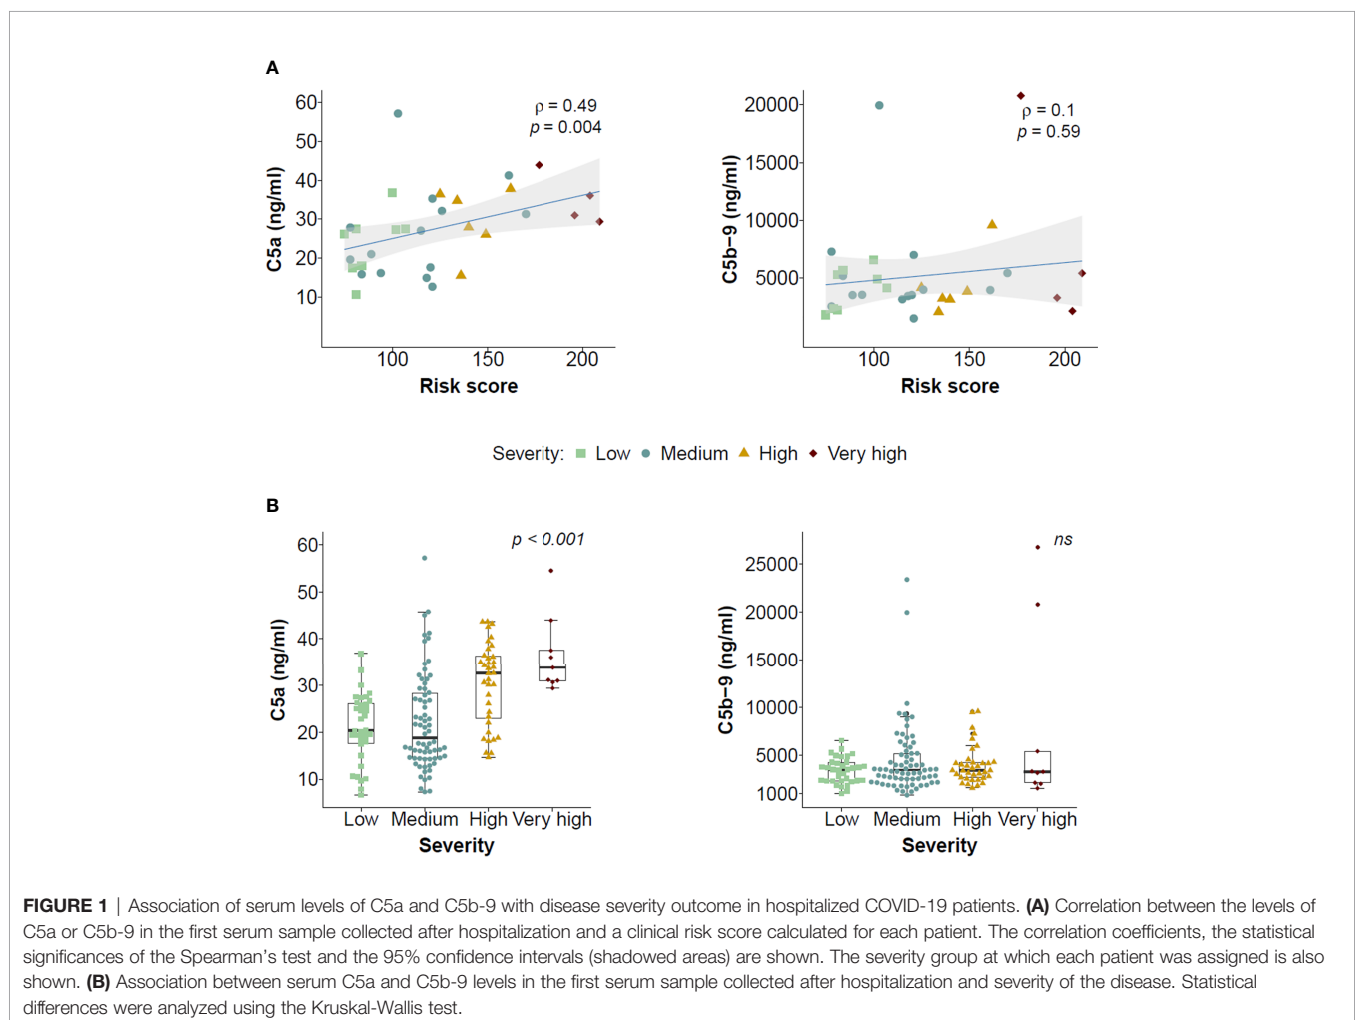 A
ρ = 0.49
p = 0.004
60
50
40
30
20
10
C5a (ng/ml)
100 150 200
Risk score
ρ = 0.1
p = 0.59
20000
15000
10000
5000
C5b−9 (ng/ml)
100 150 200
Risk score
Severity: Low Medium High Very high
B
p < 0.001
60
50
40
30
20
10
C5a (ng/ml)
Low Medium High Very high
Severity
ns
25000
20000
15000
10000
5000
1000
C5b−9 (ng/ml)
Low Medium High Very high
Severity
FIGURE 1 | Association of serum levels of C5a and C5b-9 with disease severity outcome in hospitalized COVID-19 patients. (A) Correlation between the levels of
C5a or C5b-9 in the first serum sample collected after hospitalization and a clinical risk score calculated for each patient. The correlation coefficients, the statistical
significances of the Spearman's test and the 95% confidence intervals (shadowed areas) are shown. The severity group at which each patient was assigned is also
shown. (B) Association between serum C5a and C5b-9 levels in the first serum sample collected after hospitalization and severity of the disease. Statistical
differences were analyzed using the Kruskal-Wallis test.